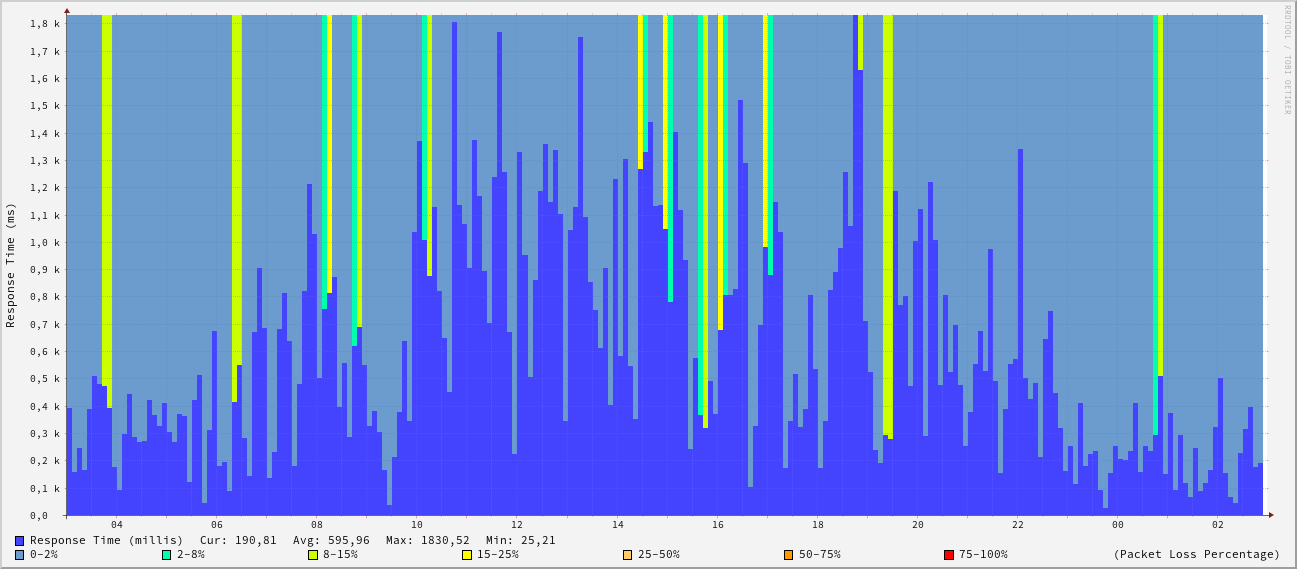 RRDTOOL / TOBI OETIKER
Response Time (ms)
1,8 k
1,7 k
1,6 k
1,5 k
1,4 k
1,3 k
1,2 k
1,1 k
1,0 k
0,9 k
0,8 k
0,7 k
0,6 k
0,5 k
0,4 k
0,3 k
0,2 k
0,1 k
0,0
04 06 08 10 12 14 16 18 20 22 00 02
Response Time (millis) Cur: 190,81 Avg: 595,96 Max: 1830,52 Min: 25,21
0-2% 2-8% 8-15% 15-25% 25-50% 50-75% 75-100% (Packet Loss Percentage)